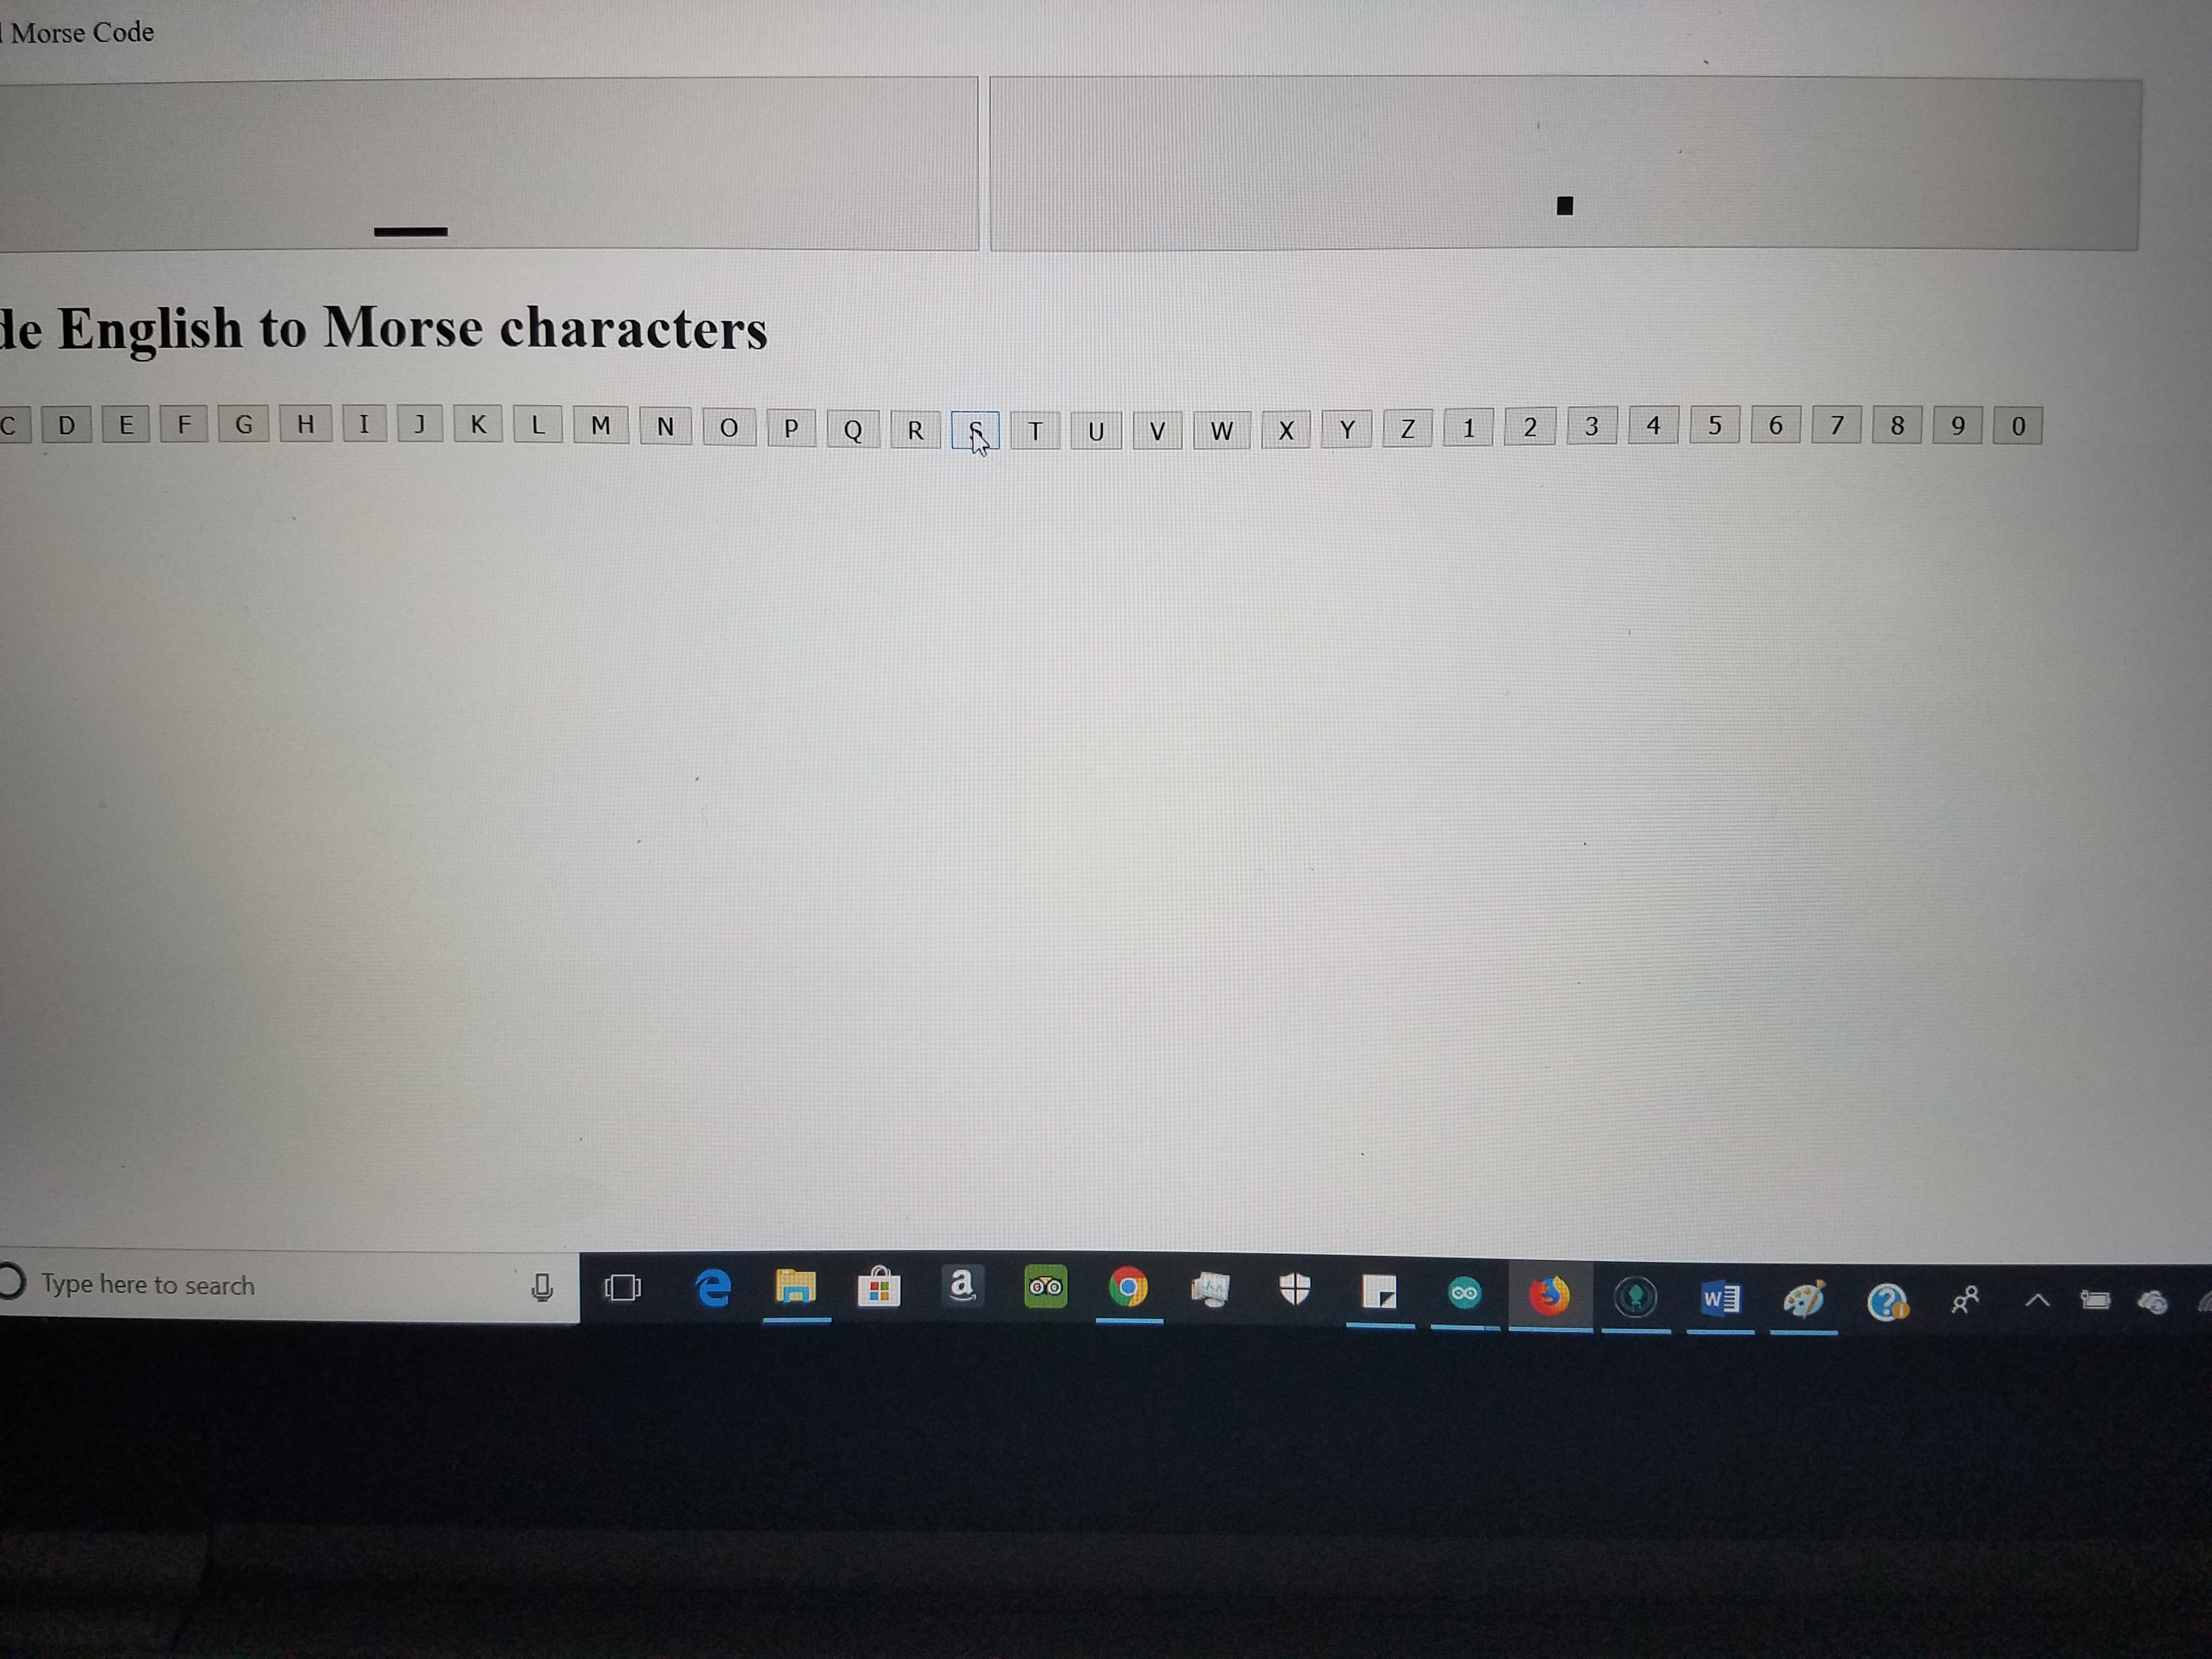 Morse Code
de English to Morse characters
C D E F G H I J K L M N O P Q R S T U V W X Y Z 1 2 3 4 5 6 7 8 9 0
Type here to search